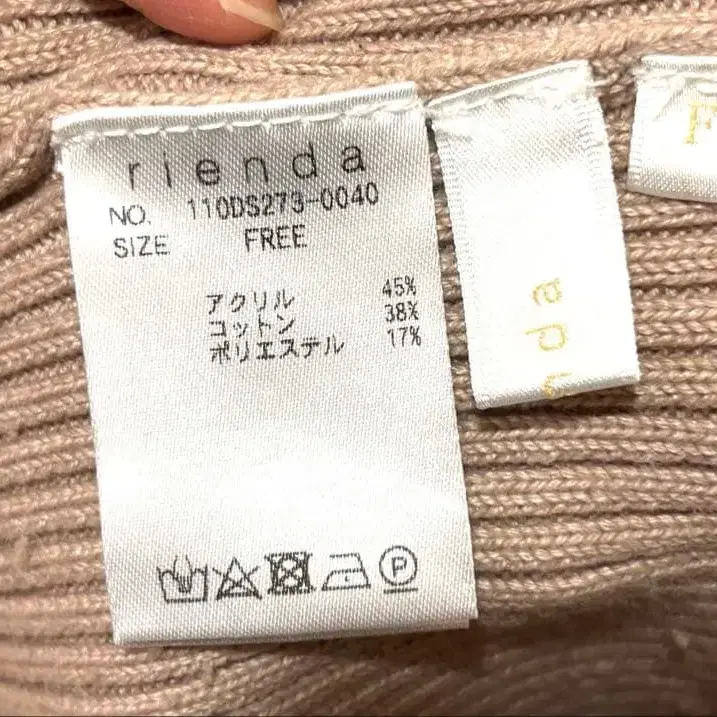 rienda
NO. 110DS273-0040
SIZE FREE
アクリル 45%
コットン 38%
ポリエステル 17%
P
da
F